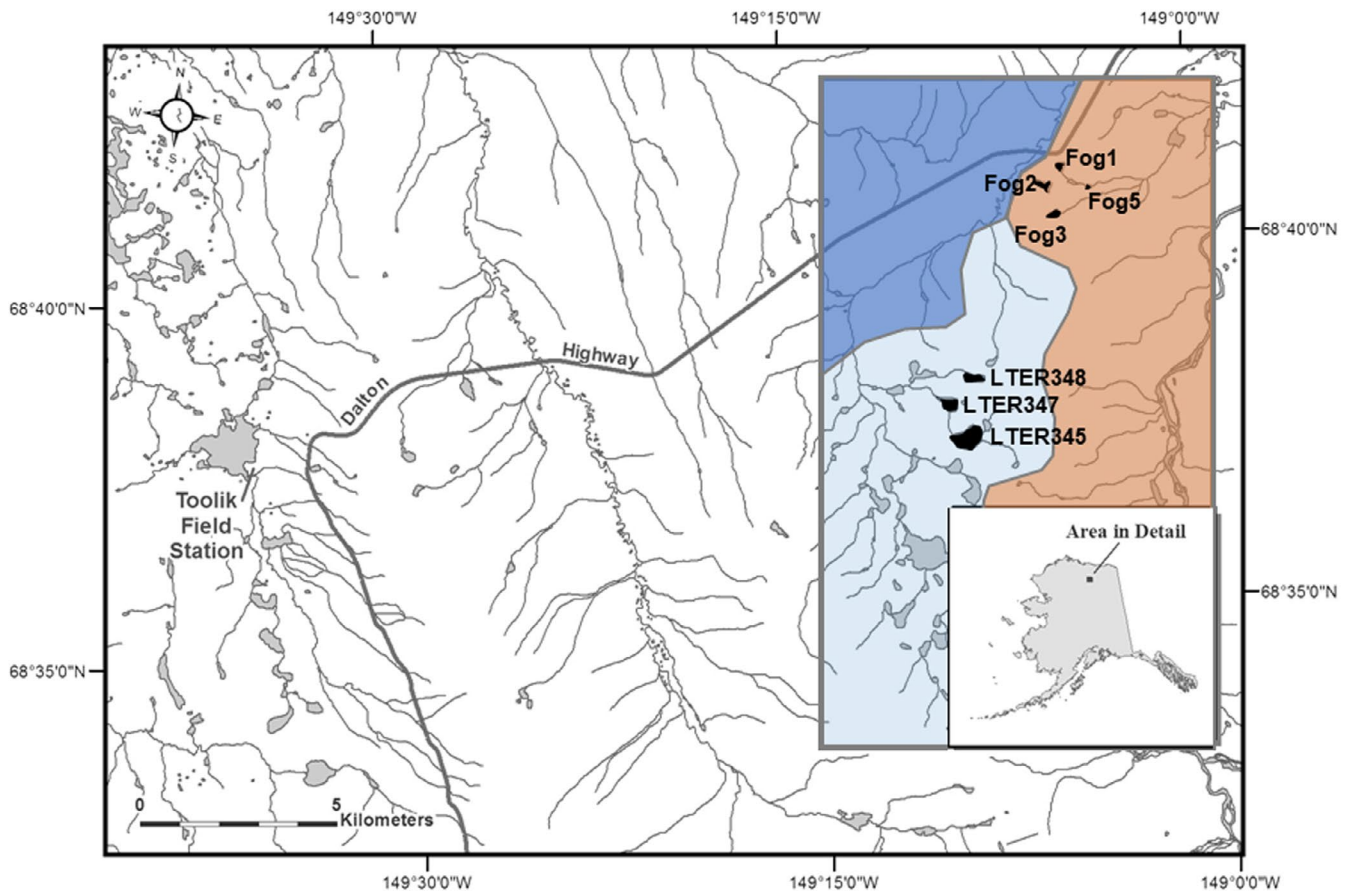 149°30'0"W
149°15'0"W
149°0'0"W
N
W
E
S
Fog1
Fog2
Fog5
Fog3
68°40'0"N
68°40'0"N
Highway
Dalton
LTER348
LTER347
LTER345
Toolik
Field
Station
Area in Detail
68°35'0"N
68°35'0"N
0
5
Kilometers
149°30'0"W
149°15'0"W
149°0'0"W